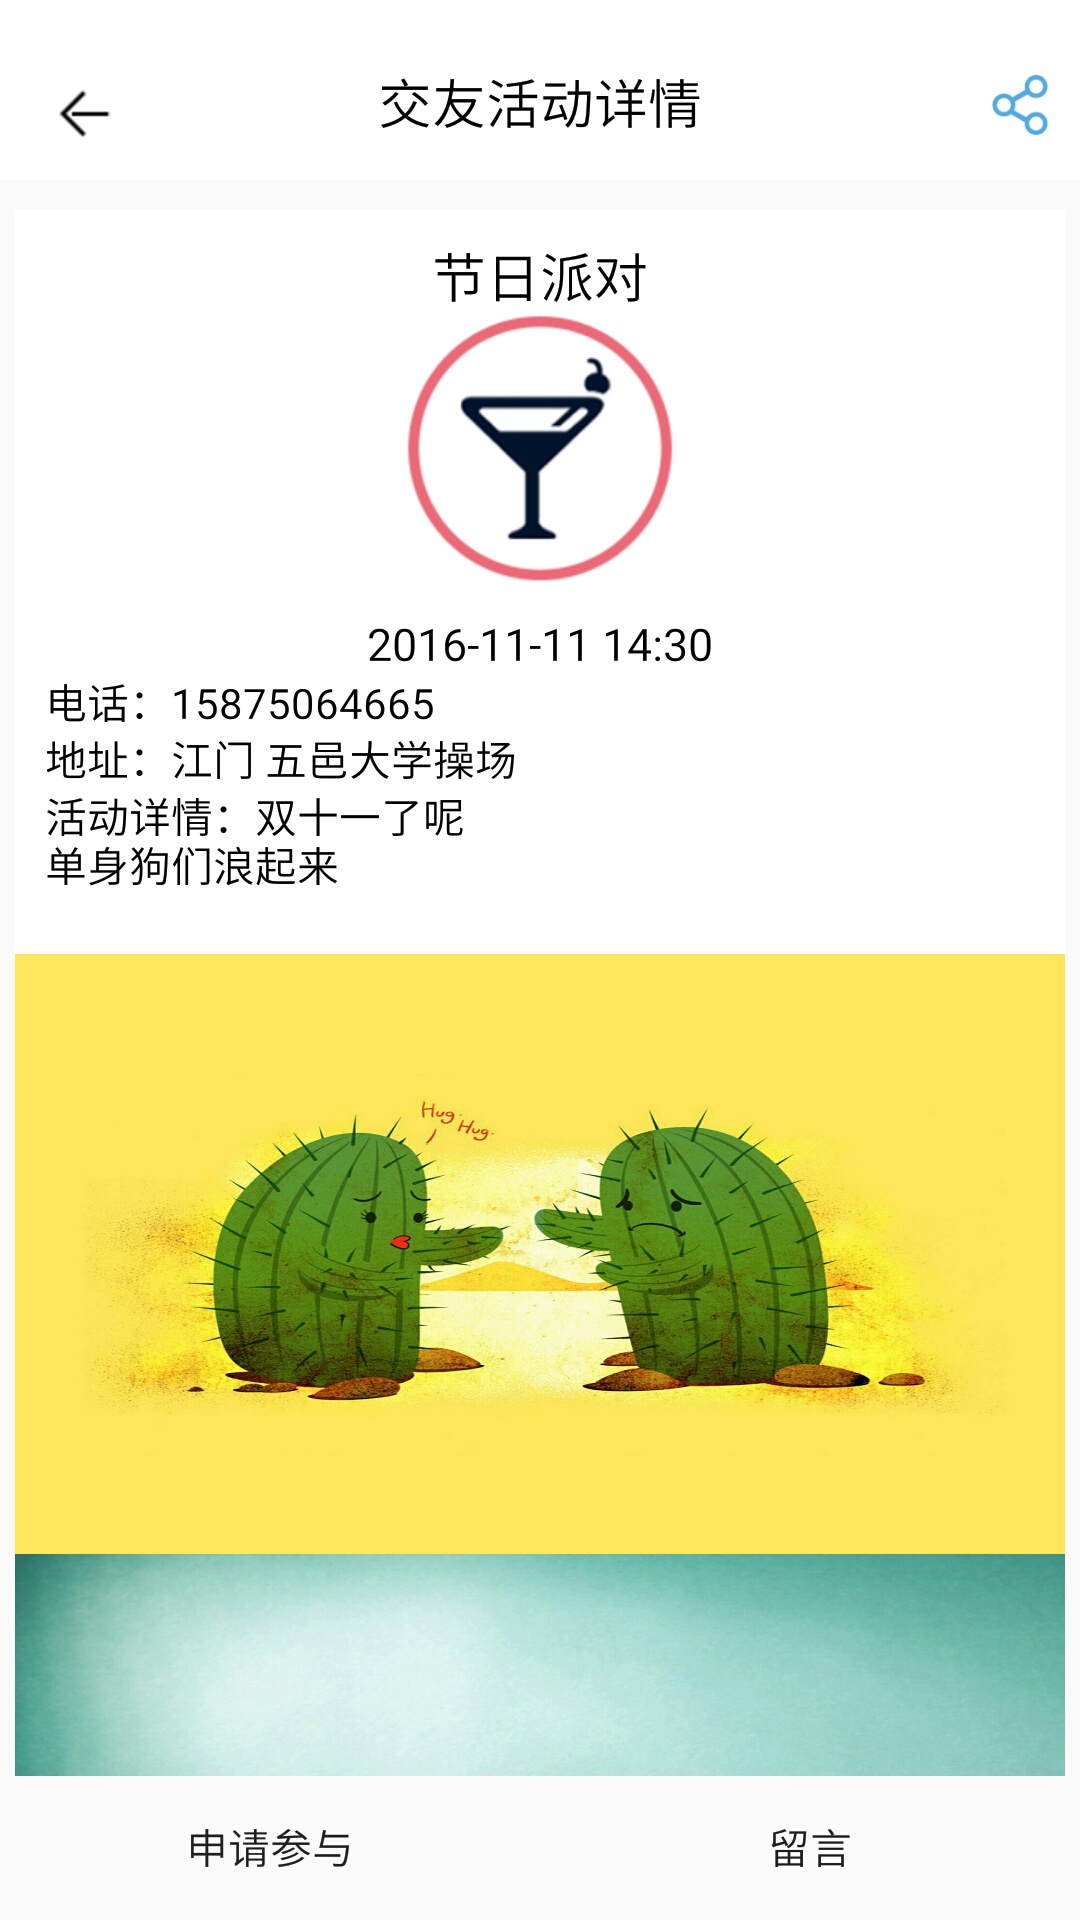 交友活动详情
节日派对
2016-11-11 14:30
电话：15875064665
地址：江门 五邑大学操场
活动详情：双十一了呢
单身狗们浪起来
Hug Hug
申请参与
留言